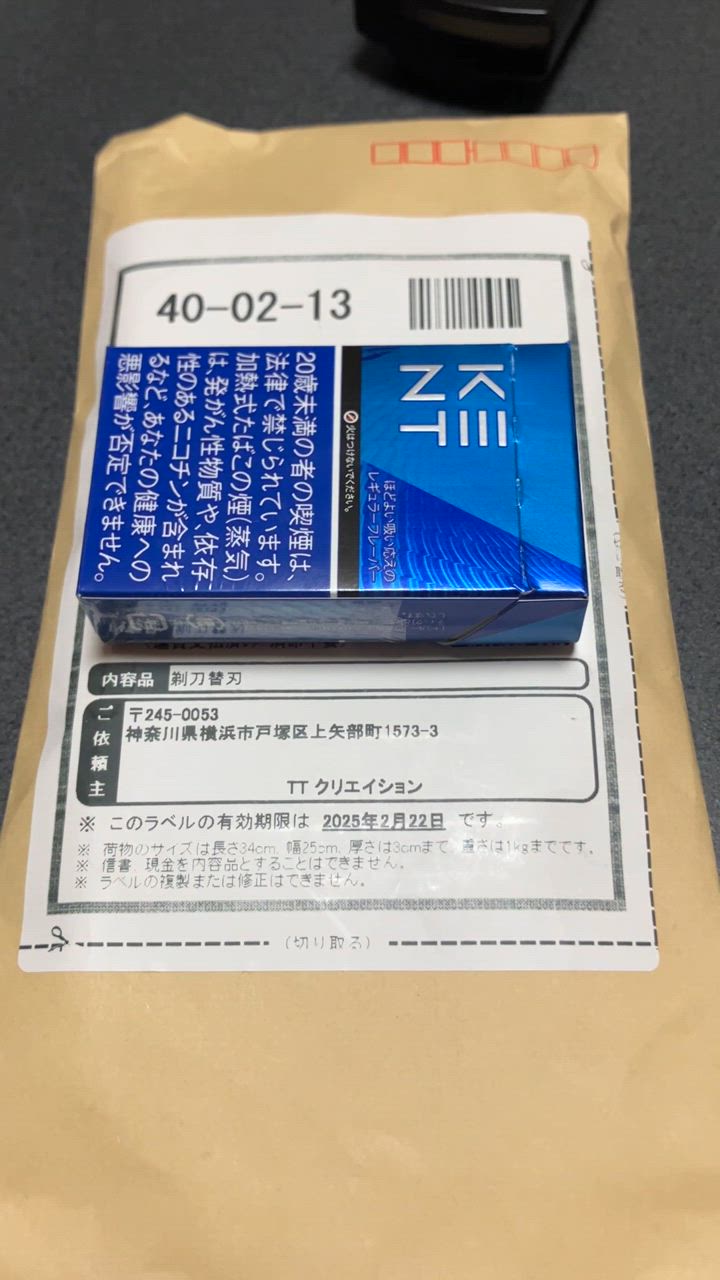 40-02-13
KE
NT
ほどよい吸い応えの
レギュラーフレーバー
火はつけないでください。
20歳未満の者の喫煙は、
法律で禁じられています。
加熱式たばこの煙(蒸気)
は、発がん性物質や、依存
性のあるニコチンが含まれ
るなど、あなたの健康への
悪影響が否定できません。
内容品 剃刀替刃
ご依頼主
〒245-0053
神奈川県横浜市戸塚区上矢部町1573-3
TT クリエイション
※ このラベルの有効期限は 2025年2月22日 です。
※ 荷物のサイズは長さ34cm、幅25cm、厚さは3cmまで、重さは1kgまでです。
※ 信書、現金を内容品とすることはできません。
※ ラベルの複製または修正はできません。
(切り取る)